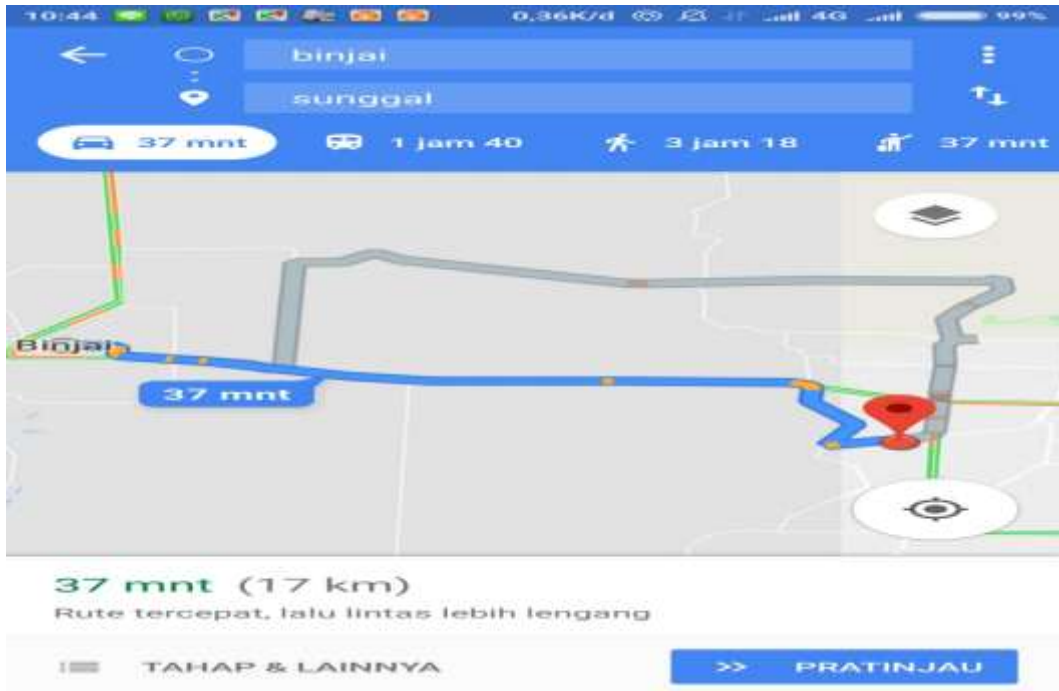 10:44 0,36K/d 4G 99%
binjai
sunggal
37 mnt 1 jam 40 3 jam 18 37 mnt
Binjai
37 mnt
37 mnt (17 km)
Rute tercepat, lalu lintas lebih lengang
TAHAP & LAINNYA >> PRATINJAU